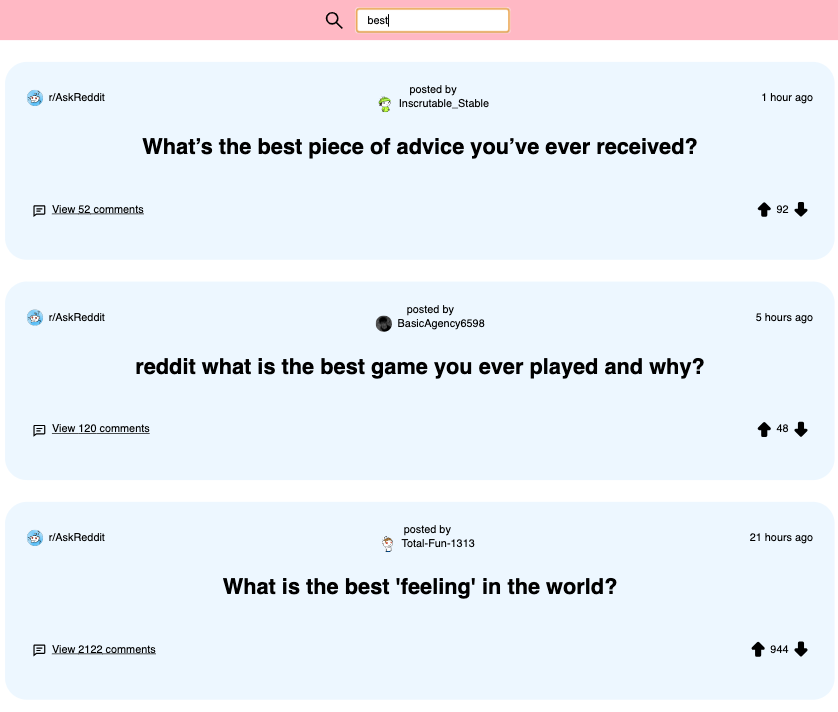 best
r/AskReddit
posted by
Inscrutable_Stable
1 hour ago
What’s the best piece of advice you’ve ever received?
View 52 comments
92
r/AskReddit
posted by
BasicAgency6598
5 hours ago
reddit what is the best game you ever played and why?
View 120 comments
48
r/AskReddit
posted by
Total-Fun-1313
21 hours ago
What is the best 'feeling' in the world?
View 2122 comments
944